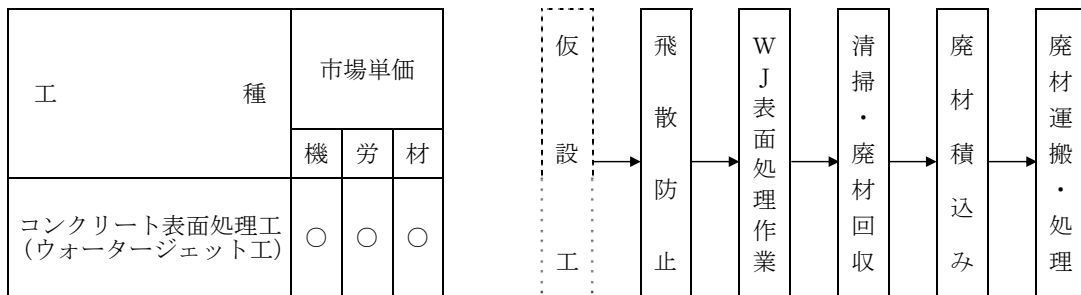 工　　　種
市場単価
機 労 材
コンクリート表面処理工
(ウォータージェット工)
○ ○ ○
仮設工
飛散防止
WJ表面処理作業
清掃・廃材回収
廃材積込み
廃材運搬・処理